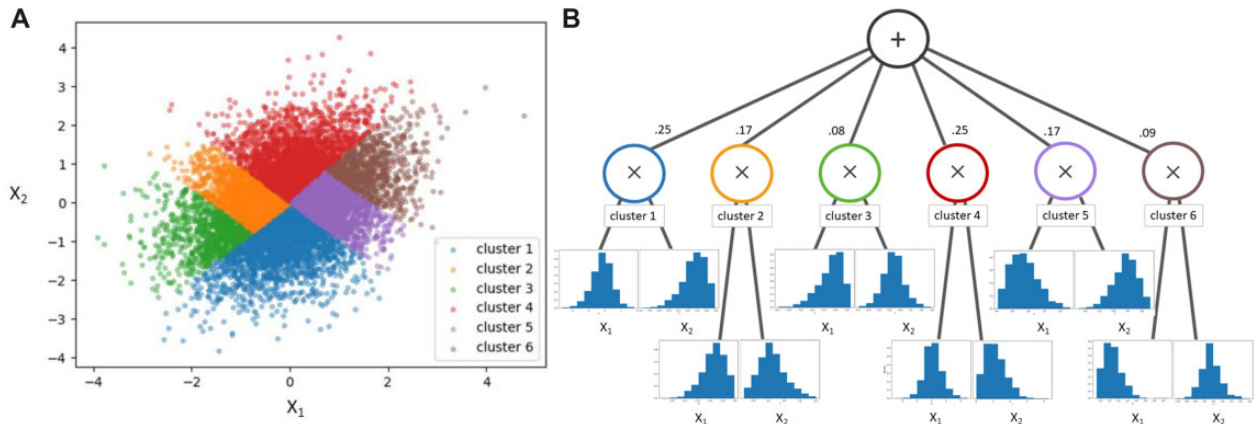 A
B
4
3
2
1
0
−1
−2
−3
−4
X2
−4
−2
0
2
4
X1
cluster 1
cluster 2
cluster 3
cluster 4
cluster 5
cluster 6
+
.25
.17
.08
.25
.17
.09
×
×
×
×
×
×
cluster 1
cluster 2
cluster 3
cluster 4
cluster 5
cluster 6
X1
X2
X1
X2
X1
X2
X1
X2
X1
X2
X1
X2